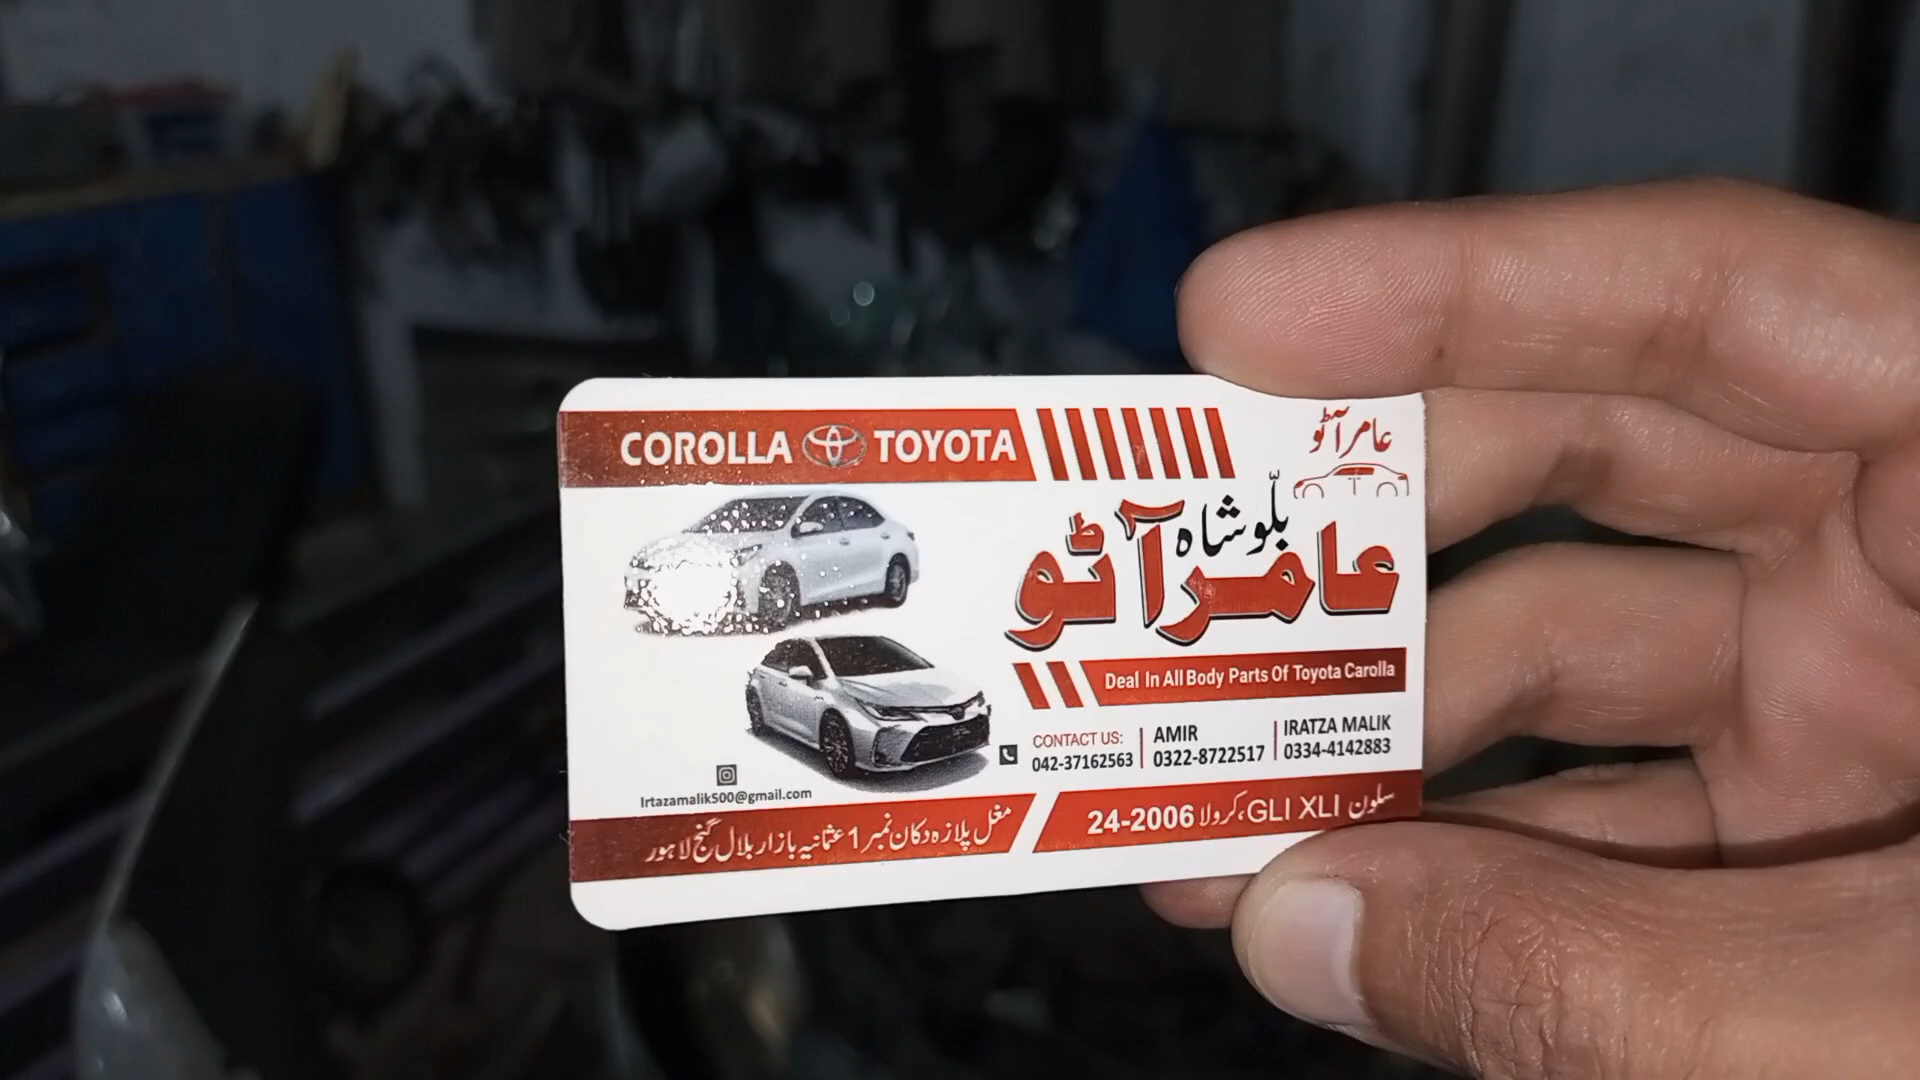 COROLLA TOYOTA
عامر آٹو
بلّو شاہ
عامر آٹو
Deal In All Body Parts Of Toyota Carolla
CONTACT US:
042-37162563
AMIR
0322-8722517
IRATZA MALIK
0334-4142883
Irtazamalik500@gmail.com
سلون GLI XLI، کرولا 2006-24
مغل پلازہ دکان نمبر 1 عثمانیہ بازار بلال گنج لاہور